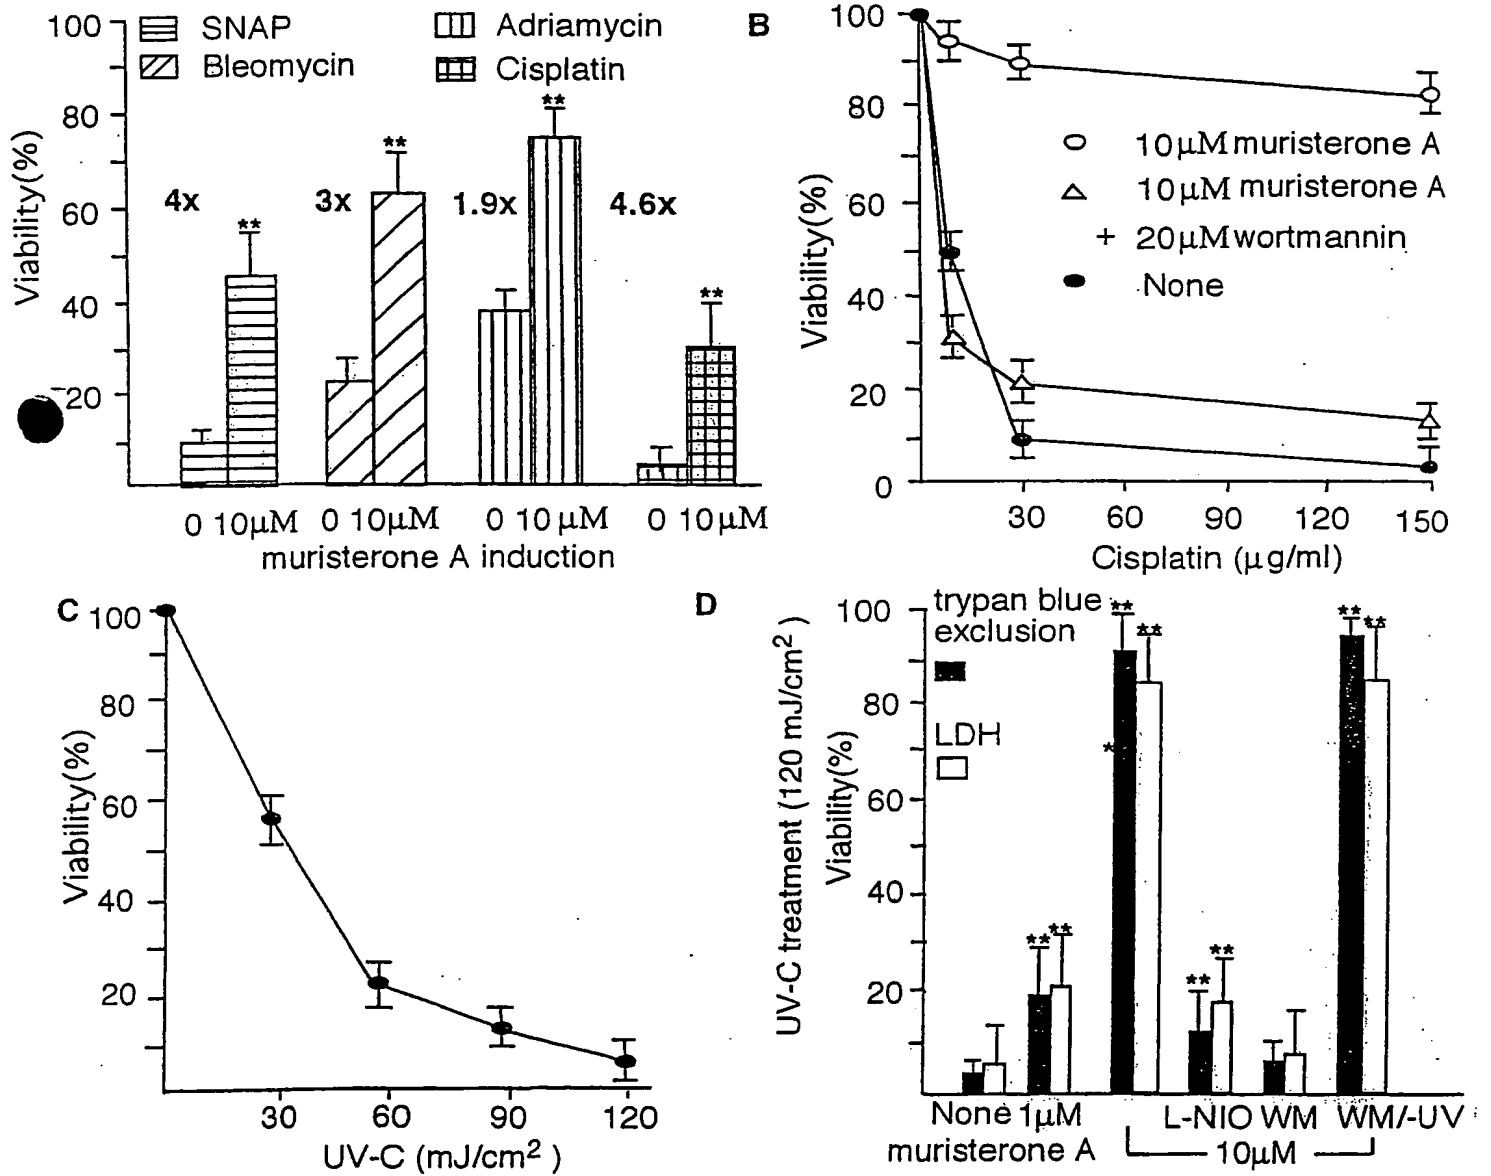 100
SNAP
Adriamycin
Bleomycin
Cisplatin
80
60
40
20
Viability(%)
4x
3x
1.9x
4.6x
**
**
**
**
0 10μM 0 10μM 0 10μM 0 10μM
muristerone A induction
B
100
80
60
40
20
0
Viability(%)
10μM muristerone A
10μM muristerone A
+ 20μM wortmannin
None
30 60 90 120 150
Cisplatin (μg/ml)
C
100
80
60
40
20
Viability(%)
30 60 90 120
UV-C (mJ/cm2 )
D
UV-C treatment (120 mJ/cm2 )
Viability(%)
100
80
60
40
20
trypan blue
exclusion
LDH
** **
** **
*
** **
** **
None 1μM L-NIO WM WM/-UV
muristerone A 10μM